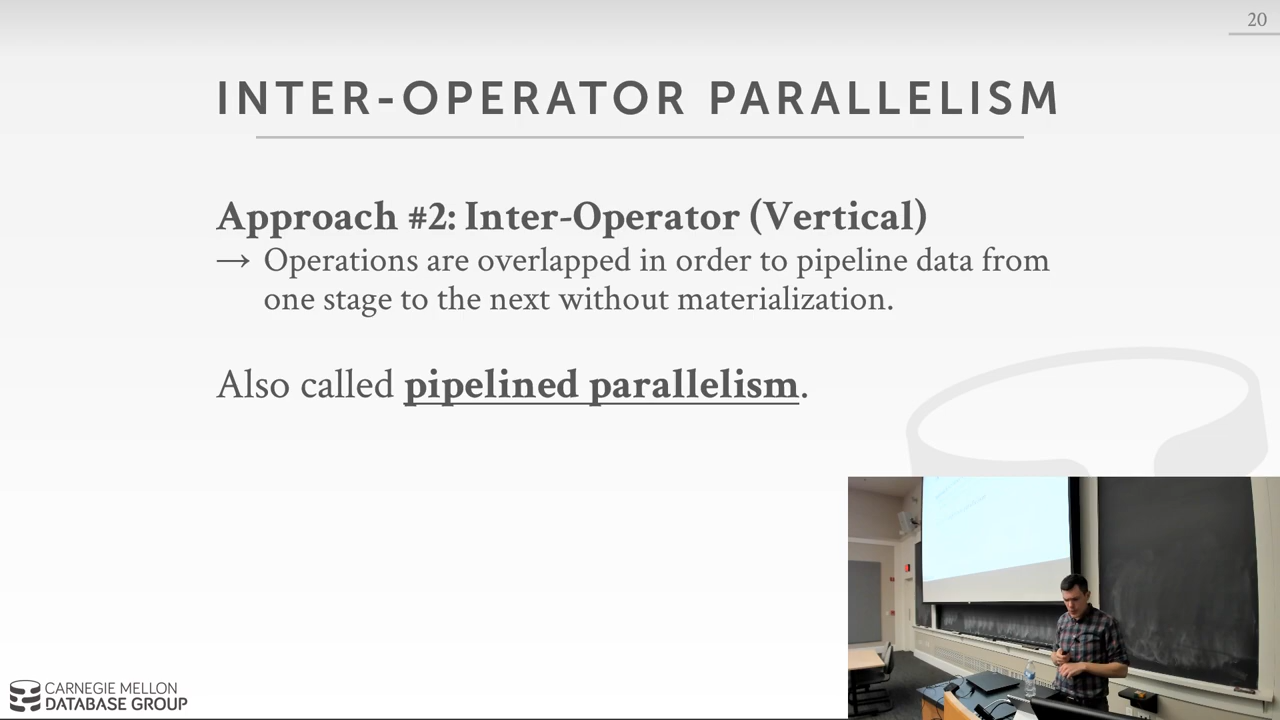 20
INTER-OPERATOR PARALLELISM
Approach #2: Inter-Operator (Vertical)
→ Operations are overlapped in order to pipeline data from
one stage to the next without materialization.
Also called pipelined parallelism.
CARNEGIE MELLON
DATABASE GROUP